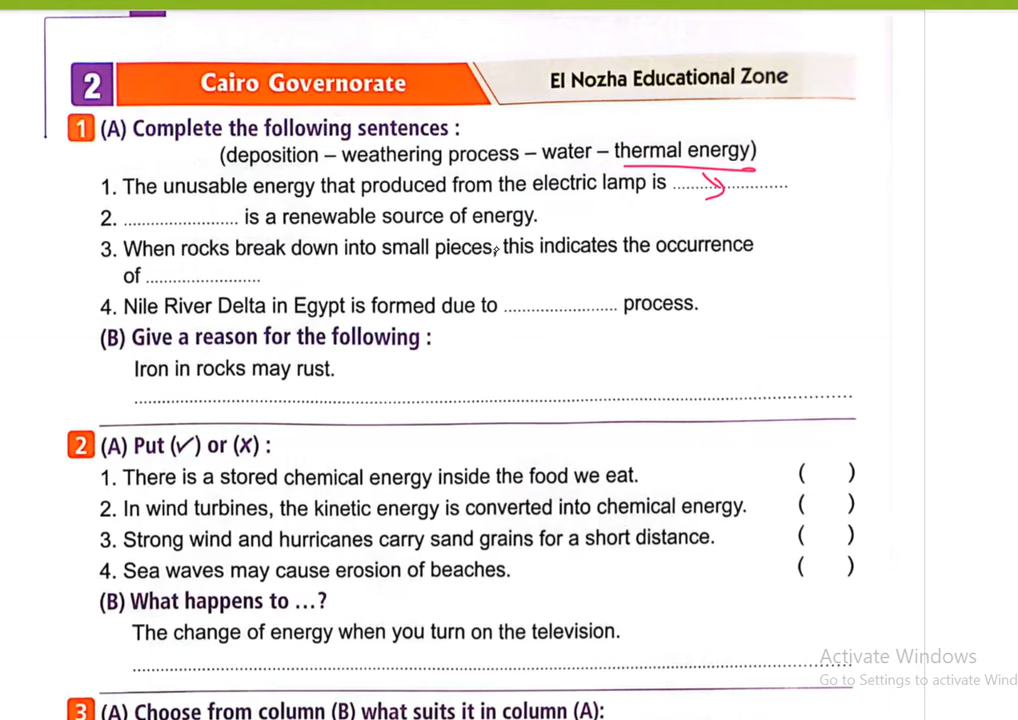 2 Cairo Governorate El Nozha Educational Zone
1 (A) Complete the following sentences :
(deposition – weathering process – water – thermal energy)
1. The unusable energy that produced from the electric lamp is ........................
2. ........................ is a renewable source of energy.
3. When rocks break down into small pieces, this indicates the occurrence
of ........................
4. Nile River Delta in Egypt is formed due to ........................ process.
(B) Give a reason for the following :
Iron in rocks may rust.
2 (A) Put (✓) or (x) :
1. There is a stored chemical energy inside the food we eat. ( )
2. In wind turbines, the kinetic energy is converted into chemical energy. ( )
3. Strong wind and hurricanes carry sand grains for a short distance. ( )
4. Sea waves may cause erosion of beaches. ( )
(B) What happens to ...?
The change of energy when you turn on the television.
Activate Windows
Go to Settings to activate Wind
3 (A) Choose from column (B) what suits it in column (A):